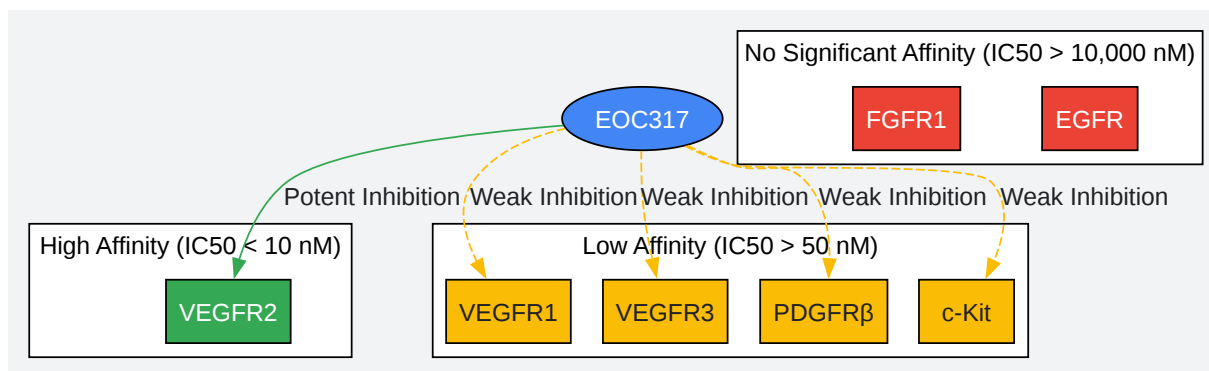 No Significant Affinity (IC50 > 10,000 nM)
EOC317
FGFR1
EGFR
Potent Inhibition
Weak Inhibition
Weak Inhibition
Weak Inhibition
Weak Inhibition
High Affinity (IC50 < 10 nM)
Low Affinity (IC50 > 50 nM)
VEGFR2
VEGFR1
VEGFR3
PDGFRβ
c-Kit